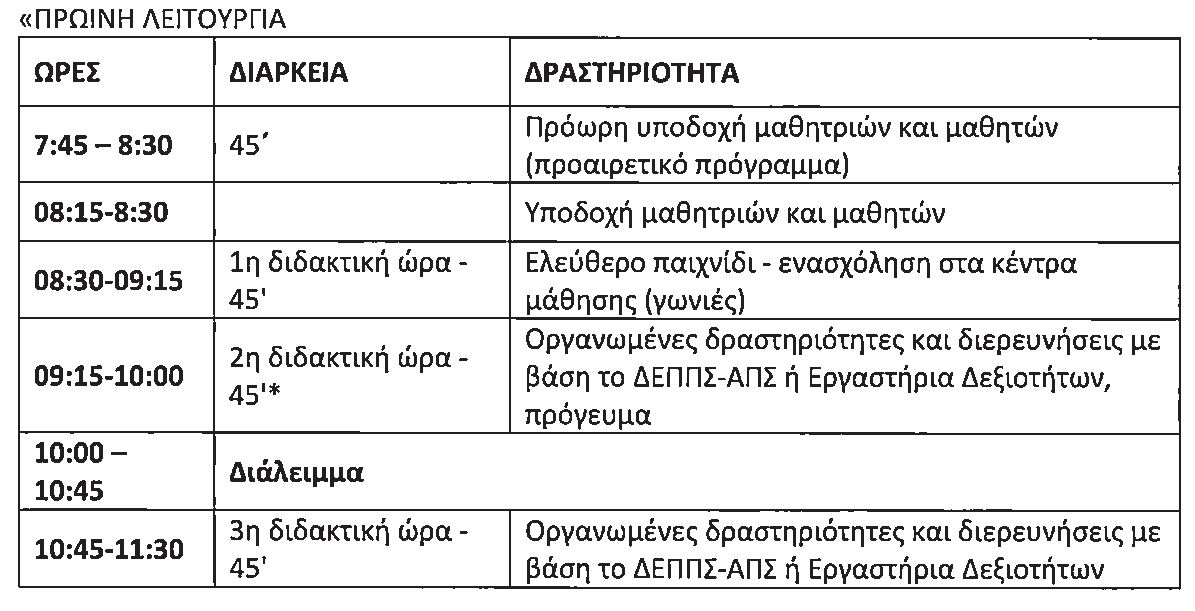 «ΠΡΩΙΝΗ ΛΕΙΤΟΥΡΓΙΑ
ΩΡΕΣ ΔΙΑΡΚΕΙΑ ΔΡΑΣΤΗΡΙΟΤΗΤΑ
7:45 – 8:30 45΄ Πρόωρη υποδοχή μαθητριών και μαθητών
(προαιρετικό πρόγραμμα)
08:15-8:30 Υποδοχή μαθητριών και μαθητών
08:30-09:15 1η διδακτική ώρα -
45' Ελεύθερο παιχνίδι - ενασχόληση στα κέντρα
μάθησης (γωνιές)
09:15-10:00 2η διδακτική ώρα -
45'* Οργανωμένες δραστηριότητες και διερευνήσεις με
βάση το ΔΕΠΠΣ-ΑΠΣ ή Εργαστήρια Δεξιοτήτων,
πρόγευμα
10:00 –
10:45 Διάλειμμα
10:45-11:30 3η διδακτική ώρα -
45' Οργανωμένες δραστηριότητες και διερευνήσεις με
βάση το ΔΕΠΠΣ-ΑΠΣ ή Εργαστήρια Δεξιοτήτων